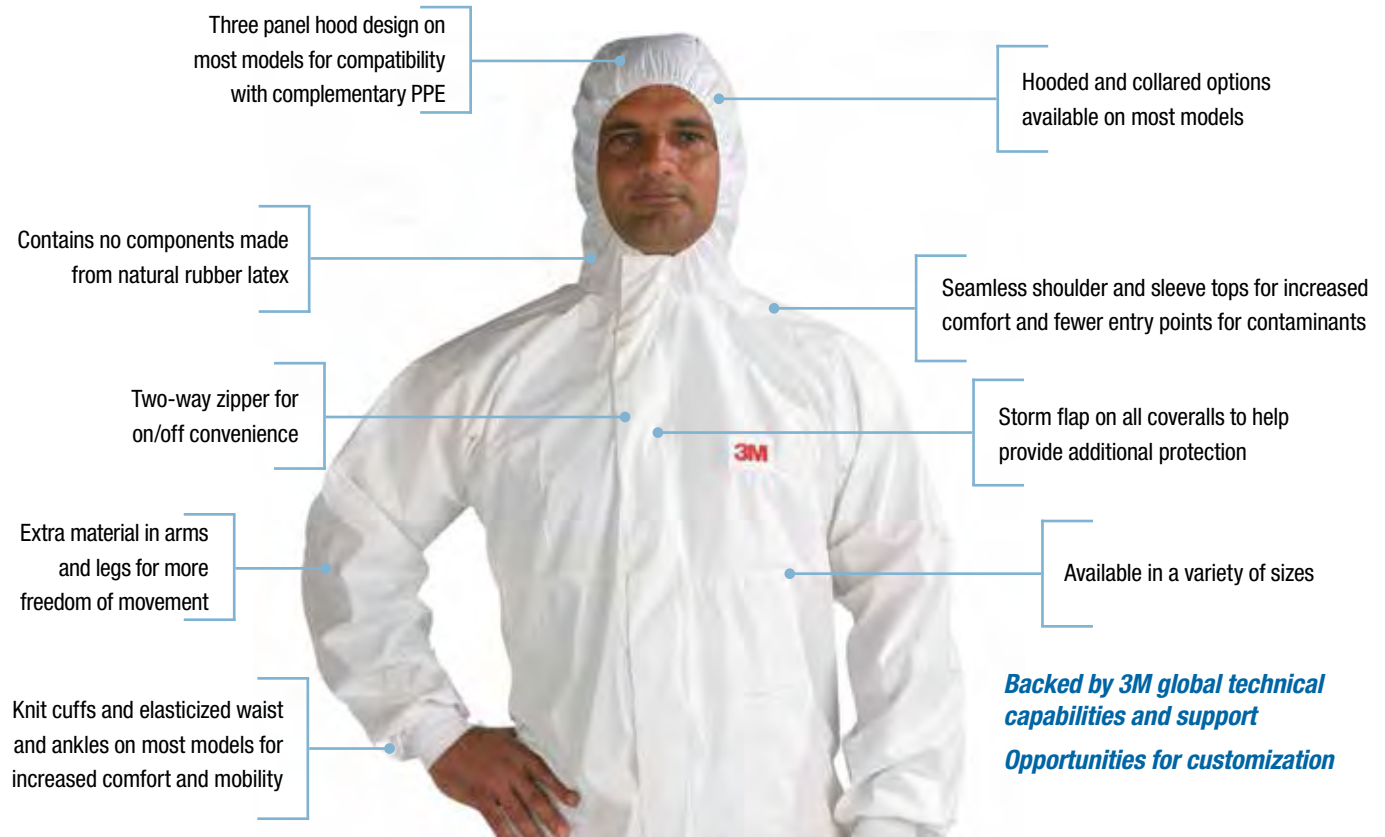 Three panel hood design on
most models for compatibility
with complementary PPE
Hooded and collared options
available on most models
Contains no components made
from natural rubber latex
Seamless shoulder and sleeve tops for increased
comfort and fewer entry points for contaminants
Two-way zipper for
on/off convenience
Storm flap on all coveralls to help
provide additional protection
3M
Extra material in arms
and legs for more
freedom of movement
Available in a variety of sizes
Knit cuffs and elasticized waist
and ankles on most models for
increased comfort and mobility
Backed by 3M global technical
capabilities and support
Opportunities for customization